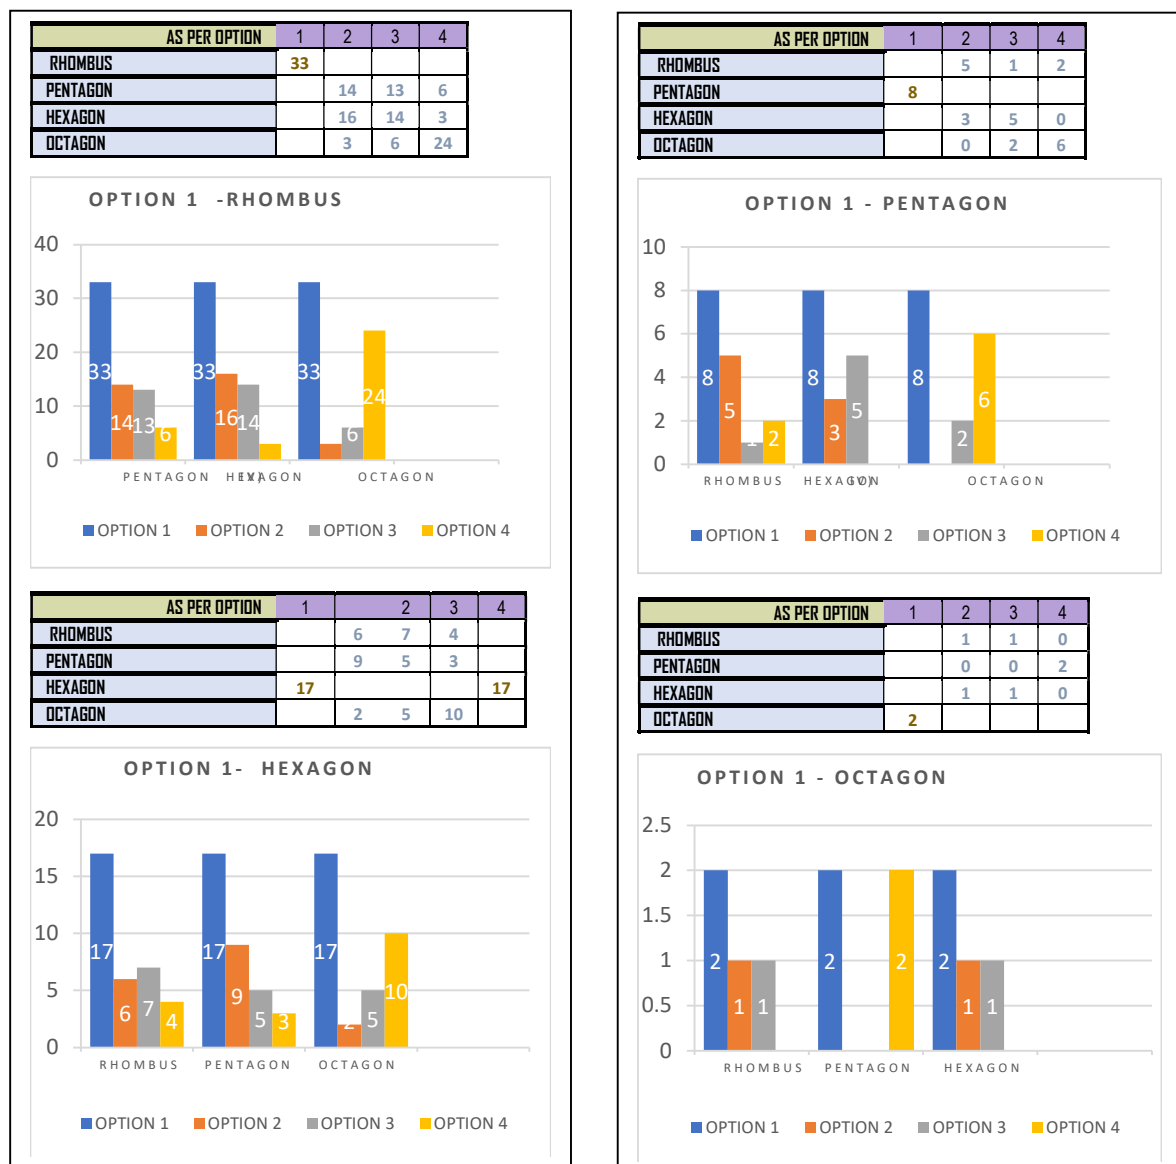 AS PER OPTION 1 2 3 4
RHOMBUS 33
PENTAGON 14 13 6
HEXAGON 16 14 3
OCTAGON 3 6 24
OPTION 1 -RHOMBUS
40
30
20
10
0
33 14 13 6
33 16 14
33 6 24
PENTAGON HEXAGON OCTAGON
OPTION 1 OPTION 2 OPTION 3 OPTION 4
AS PER OPTION 1 2 3 4
RHOMBUS 5 1 2
PENTAGON 8
HEXAGON 3 5 0
OCTAGON 0 2 6
OPTION 1 - PENTAGON
10
8
6
4
2
0
8 5 1 2
8 3 5
8 2 6
RHOMBUS HEXAGON OCTAGON
OPTION 1 OPTION 2 OPTION 3 OPTION 4
AS PER OPTION 1 2 3 4
RHOMBUS 6 7 4
PENTAGON 9 5 3
HEXAGON 17 17
OCTAGON 2 5 10
OPTION 1- HEXAGON
20
15
10
5
0
17 6 7 4
17 9 5 3
17 2 5 10
RHOMBUS PENTAGON OCTAGON
OPTION 1 OPTION 2 OPTION 3 OPTION 4
AS PER OPTION 1 2 3 4
RHOMBUS 1 1 0
PENTAGON 0 0 2
HEXAGON 1 1 0
OCTAGON 2
OPTION 1 - OCTAGON
2.5
2
1.5
1
0.5
0
2 1 1
2 2
2 1 1
RHOMBUS PENTAGON HEXAGON
OPTION 1 OPTION 2 OPTION 3 OPTION 4